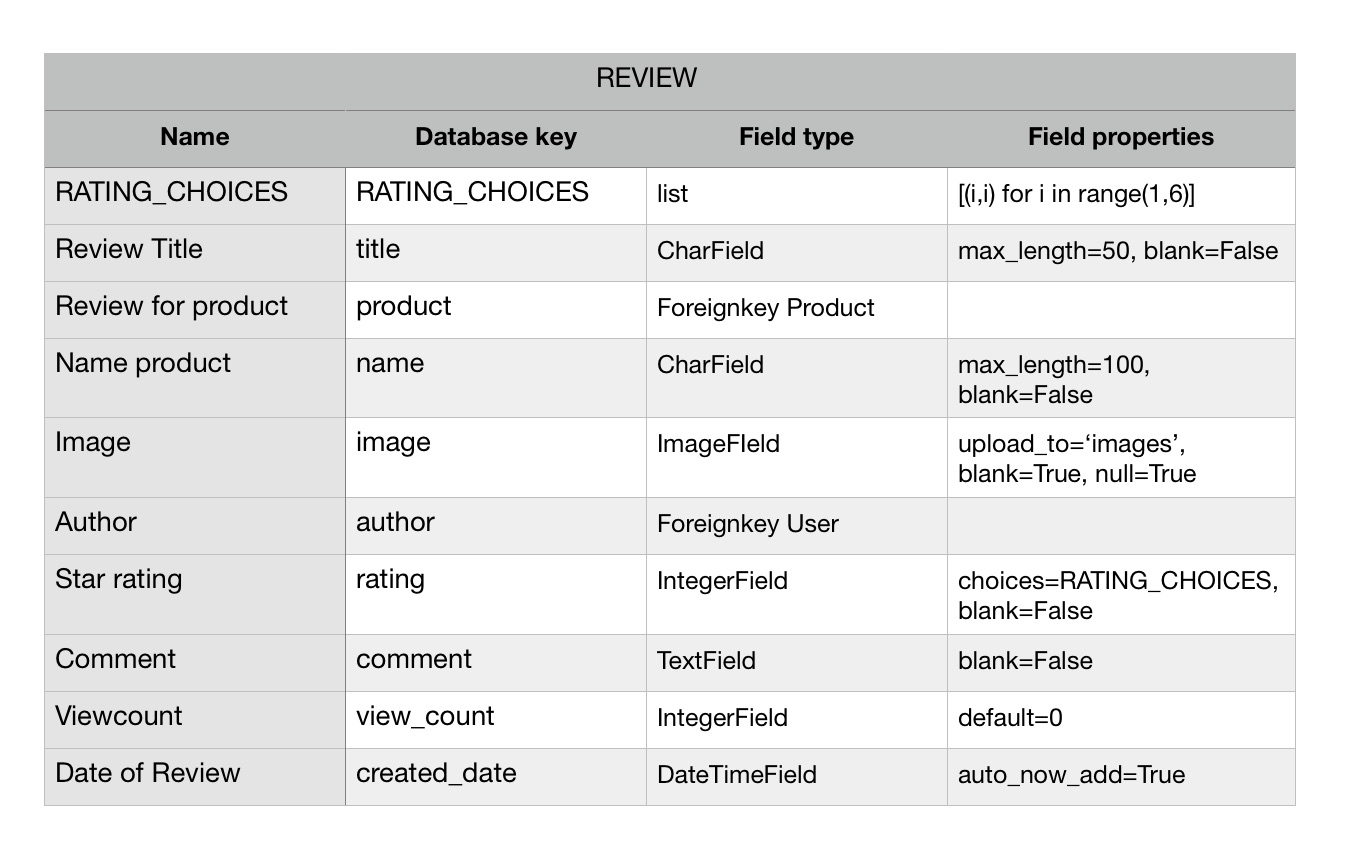 REVIEW
Name Database key Field type Field properties
RATING_CHOICES RATING_CHOICES list [(i,i) for i in range(1,6)]
Review Title title CharField max_length=50, blank=False
Review for product product Foreignkey Product
Name product name CharField max_length=100,
blank=False
Image image ImageFIeld upload_to=‘images’,
blank=True, null=True
Author author Foreignkey User
Star rating rating IntegerField choices=RATING_CHOICES,
blank=False
Comment comment TextField blank=False
Viewcount view_count IntegerField default=0
Date of Review created_date DateTimeField auto_now_add=True